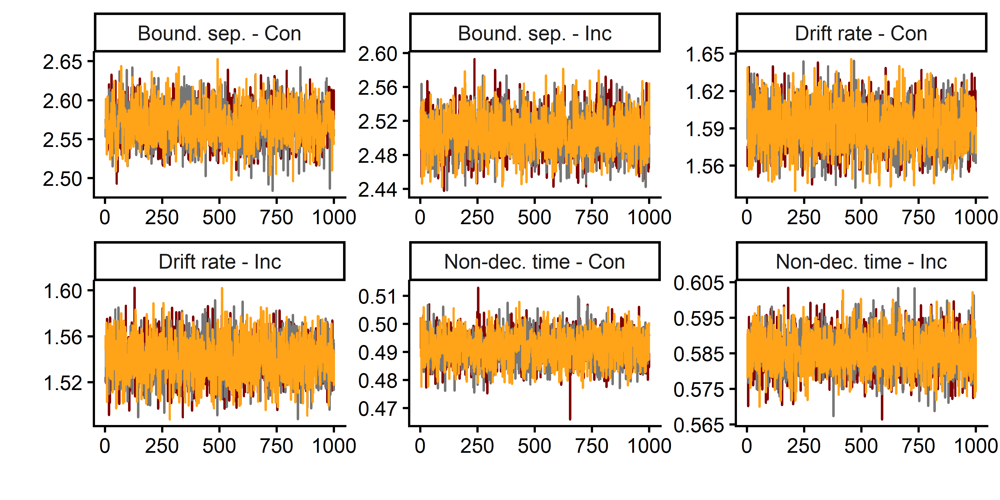 Bound. sep. - Con
Bound. sep. - Inc
Drift rate - Con
2.65
2.60
2.55
2.50
2.60
2.56
2.52
2.48
2.44
1.65
1.62
1.59
1.56
0 250 500 750 1000
0 250 500 750 1000
0 250 500 750 1000
Drift rate - Inc
Non-dec. time - Con
Non-dec. time - Inc
1.60
1.56
1.52
0.51
0.50
0.49
0.48
0.47
0.605
0.595
0.585
0.575
0.565
0 250 500 750 1000
0 250 500 750 1000
0 250 500 750 1000